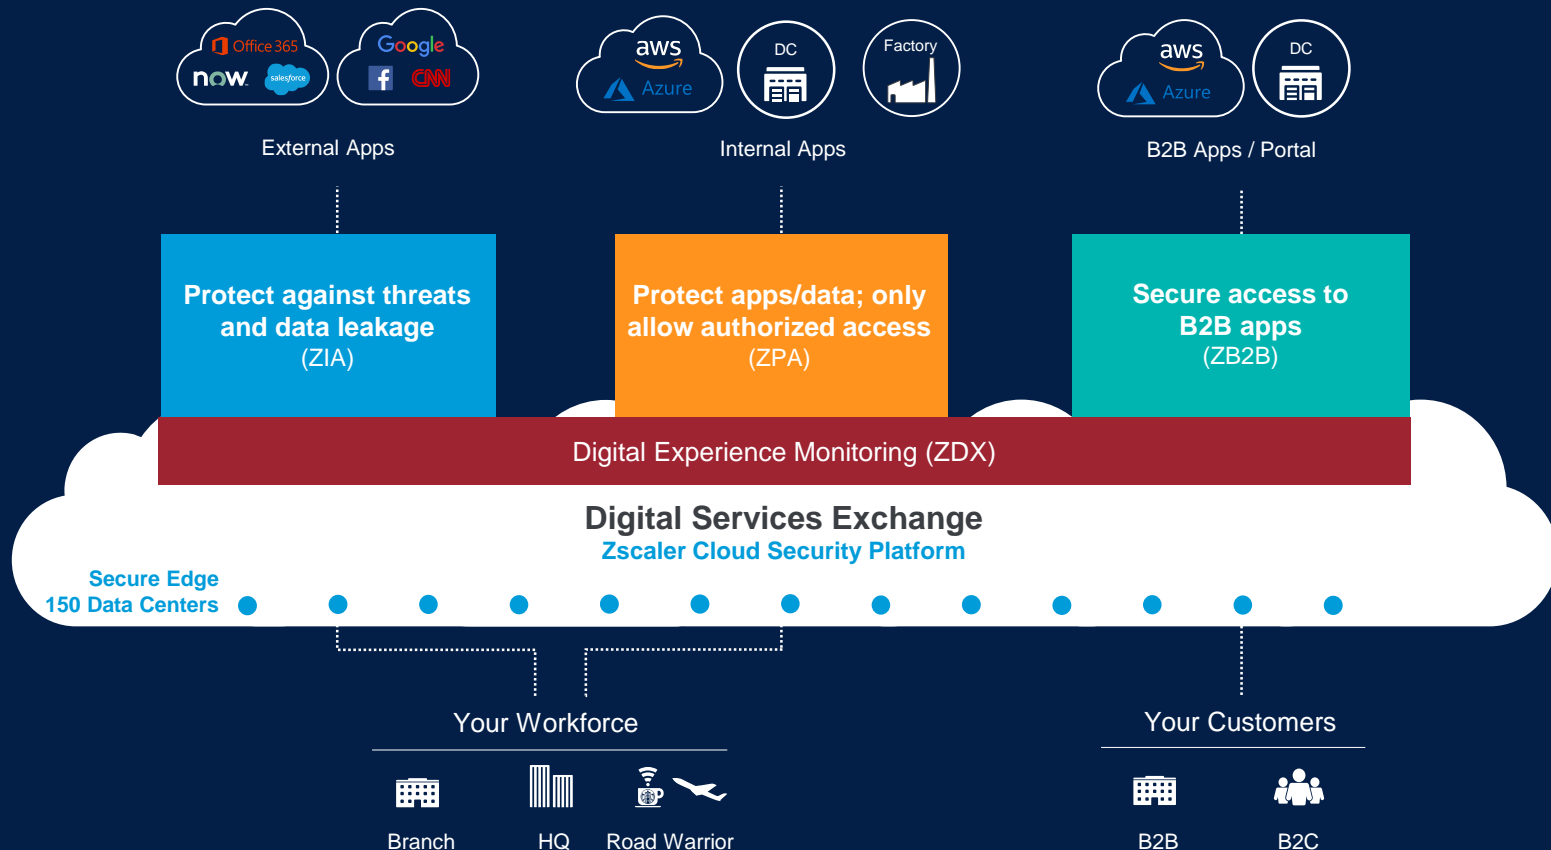 Office 365
Google
now
salesforce
f
CNN
aws
Azure
DC
Factory
aws
Azure
DC
External Apps
Internal Apps
B2B Apps / Portal
Protect against threats
and data leakage
(ZIA)
Protect apps/data; only
allow authorized access
(ZPA)
Secure access to
B2B apps
(ZB2B)
Digital Experience Monitoring (ZDX)
Digital Services Exchange
Zscaler Cloud Security Platform
Secure Edge
150 Data Centers
Your Workforce
Your Customers
Branch
HQ
Road Warrior
B2B
B2C